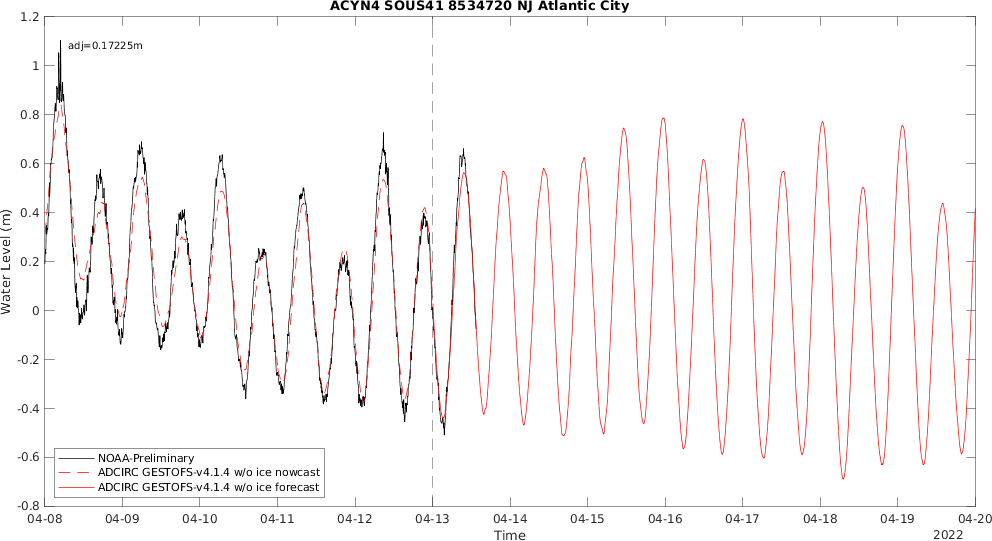 ACYN4 SOUS41 8534720 NJ Atlantic City
adj=0.17225m
1.2
1
0.8
0.6
0.4
0.2
0
-0.2
-0.4
-0.6
-0.8
Water Level (m)
NOAA-Preliminary
ADCIRC GESTOFS-v4.1.4 w/o ice nowcast
ADCIRC GESTOFS-v4.1.4 w/o ice forecast
04-08 04-09 04-10 04-11 04-12 04-13 04-14 04-15 04-16 04-17 04-18 04-19 04-20
Time
2022